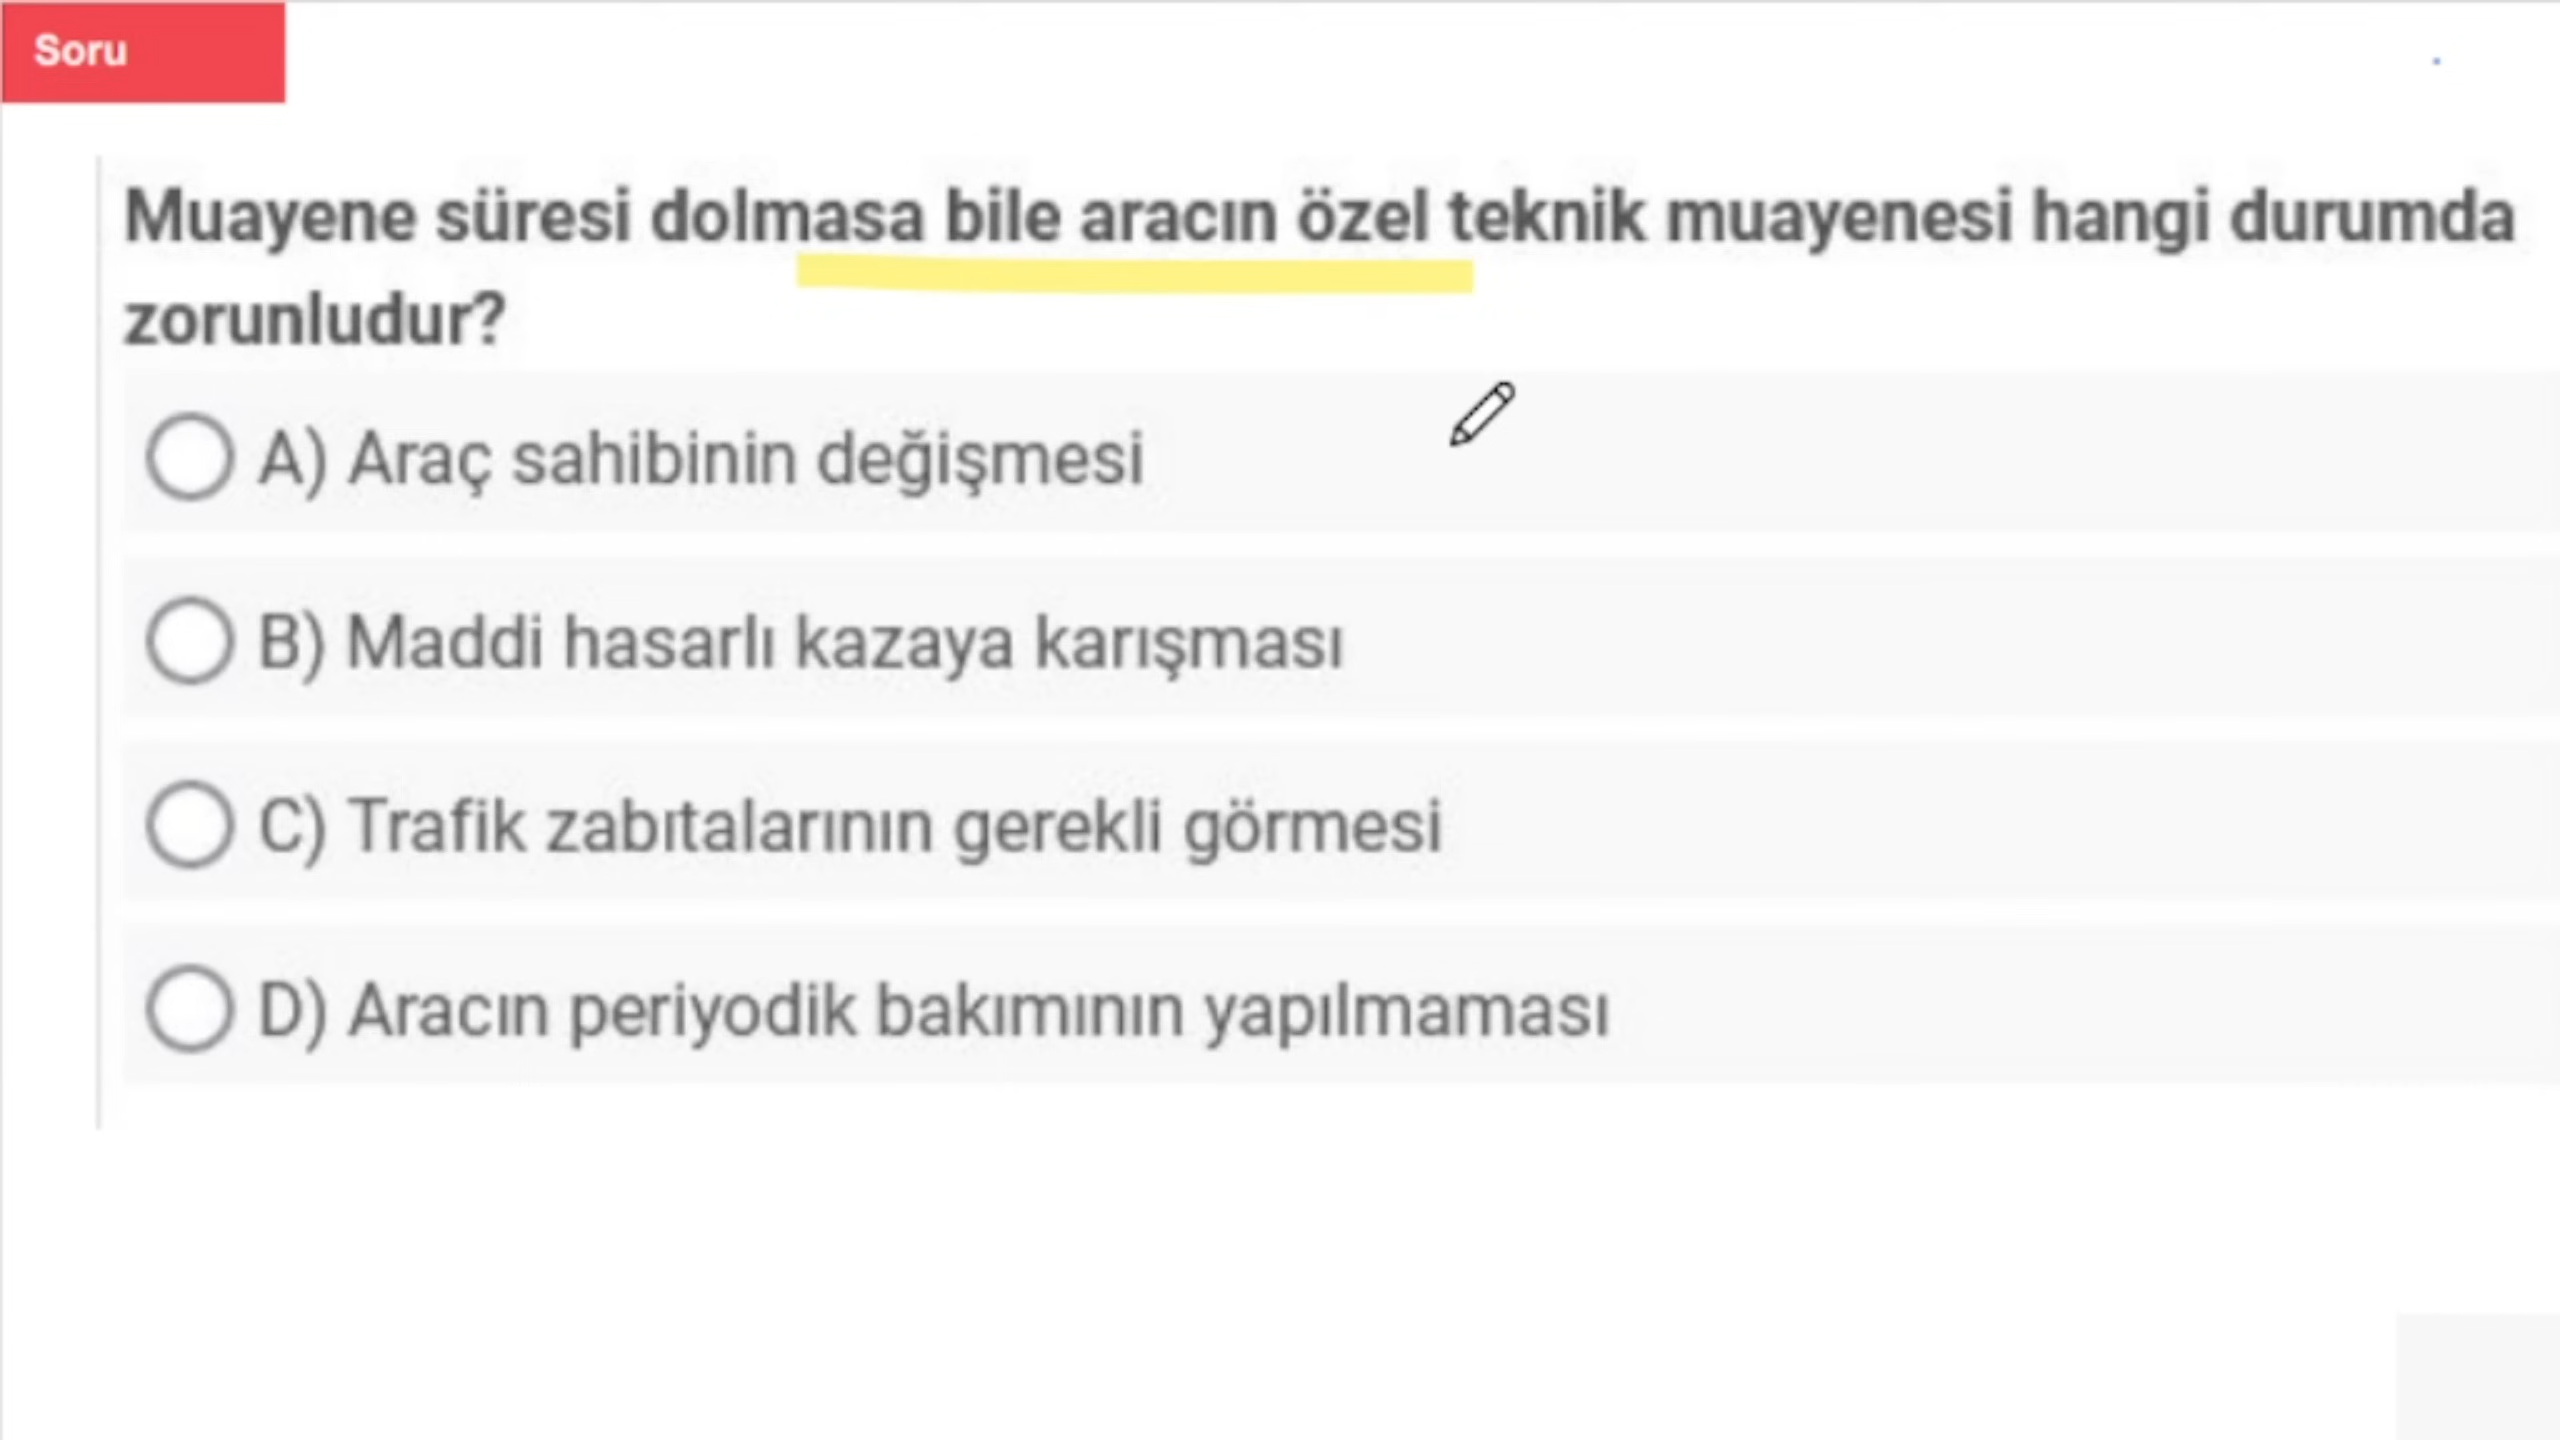 Soru
Muayene süresi dolmasa bile aracın özel teknik muayenesi hangi durumda
zorunludur?
A) Araç sahibinin değişmesi
B) Maddi hasarlı kazaya karışması
C) Trafik zabıtalarının gerekli görmesi
D) Aracın periyodik bakımının yapılmaması